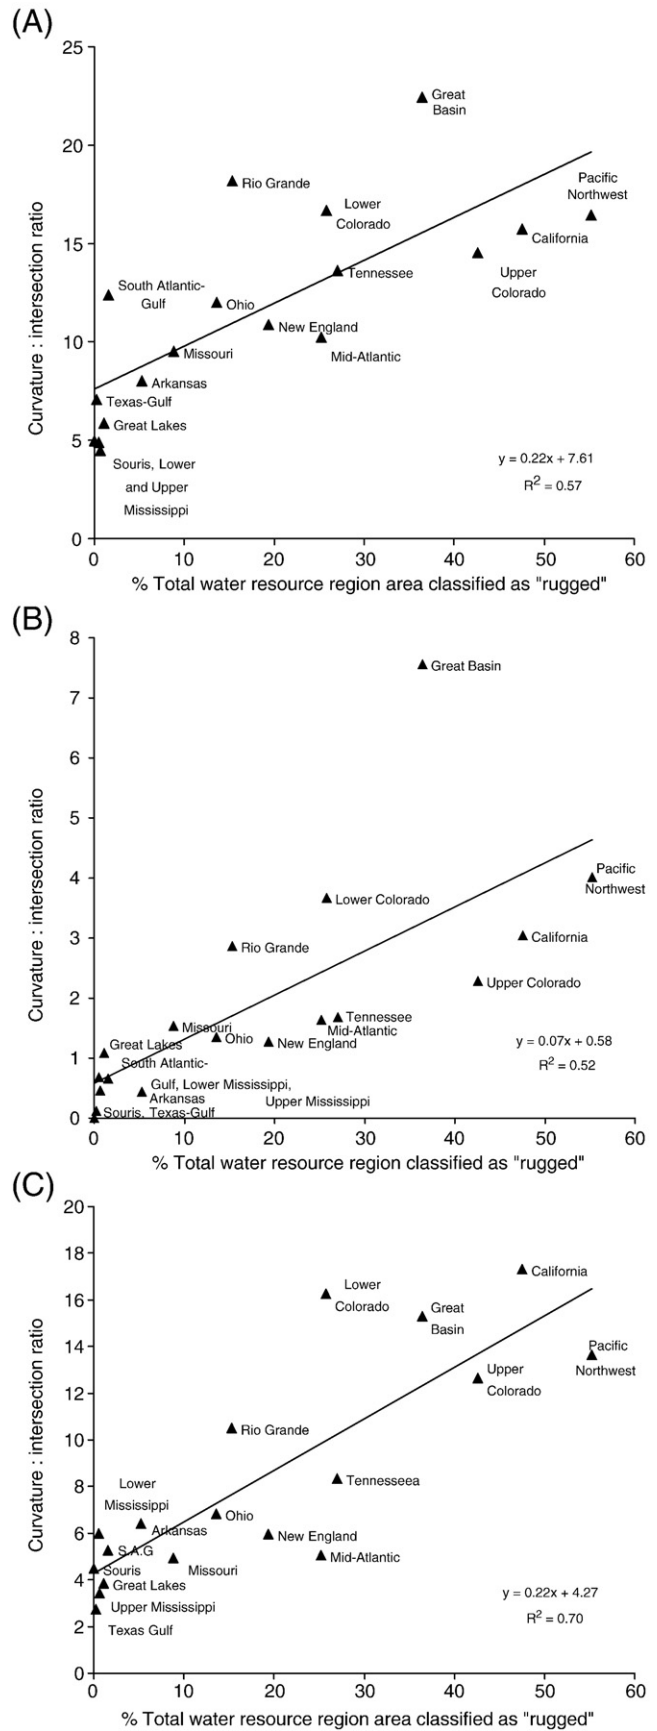 (A)
25
20
15
10
5
0
Curvature : intersection ratio
Great
Basin
Rio Grande
Lower
Colorado
Pacific
Northwest
California
Upper
Colorado
Tennessee
South Atlantic-
Gulf
Ohio
New England
Mid-Atlantic
Missouri
Arkansas
Texas-Gulf
Great Lakes
Souris, Lower
and Upper
Mississippi
y = 0.22x + 7.61
R2 = 0.57
0 10 20 30 40 50 60
% Total water resource region area classified as "rugged"
(B)
8
7
6
5
4
3
2
1
0
Curvature : intersection ratio
Great Basin
Pacific
Northwest
Lower Colorado
California
Rio Grande
Upper Colorado
Tennessee
Mid-Atlantic
Missouri
Ohio
New England
Great Lakes
South Atlantic-
Gulf, Lower Mississippi,
Arkansas
Upper Mississippi
Souris, Texas-Gulf
y = 0.07x + 0.58
R2 = 0.52
0 10 20 30 40 50 60
% Total water resource region classified as "rugged"
(C)
20
18
16
14
12
10
8
6
4
2
0
Curvature : intersection ratio
California
Lower
Colorado
Great
Basin
Pacific
Northwest
Upper
Colorado
Rio Grande
Tennesseea
Lower
Mississippi
Arkansas
Ohio
New England
S.A.G
Mid-Atlantic
Souris
Missouri
Great Lakes
Upper Mississippi
Texas Gulf
y = 0.22x + 4.27
R2 = 0.70
0 10 20 30 40 50 60
% Total water resource region area classified as "rugged"